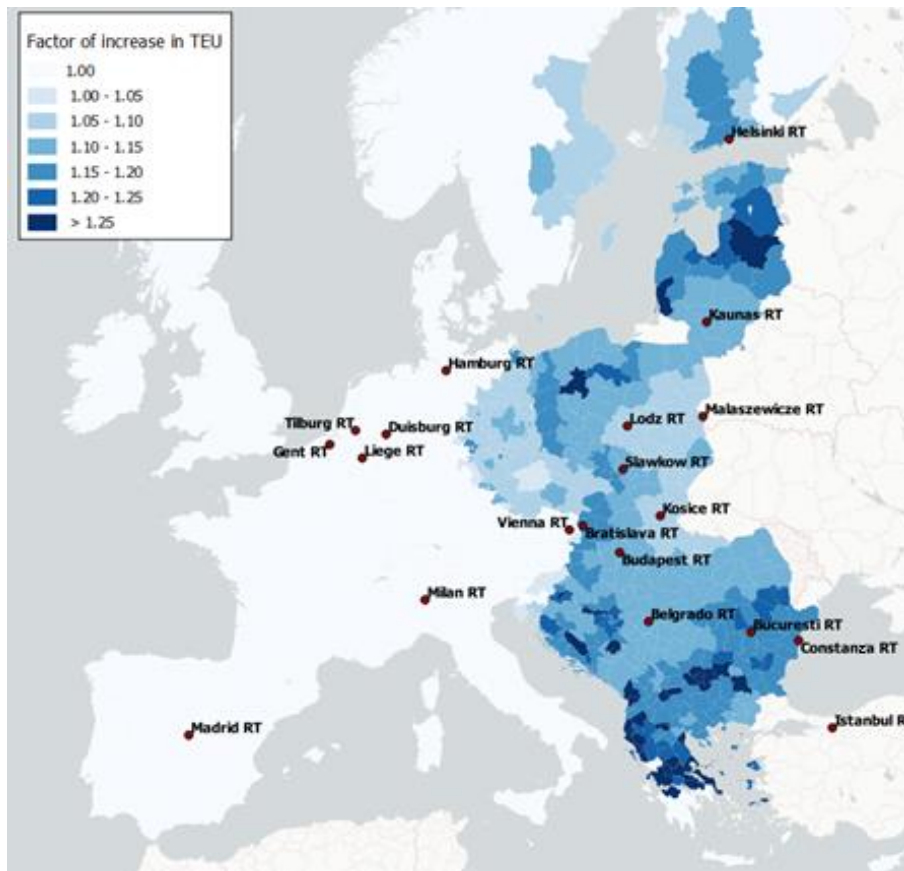 Factor of increase in TEU
1.00
1.00 - 1.05
1.05 - 1.10
1.10 - 1.15
1.15 - 1.20
1.20 - 1.25
> 1.25
Helsinki RT
Kaunas RT
Hamburg RT
Malaszewicze RT
Tilburg RT
Duisburg RT
Lodz RT
Gent RT
Liege RT
Slawkow RT
Kosice RT
Vienna RT
Bratislava RT
Budapest RT
Milan RT
Belgrado RT
Bucuresti RT
Constanza RT
Madrid RT
Istanbul R